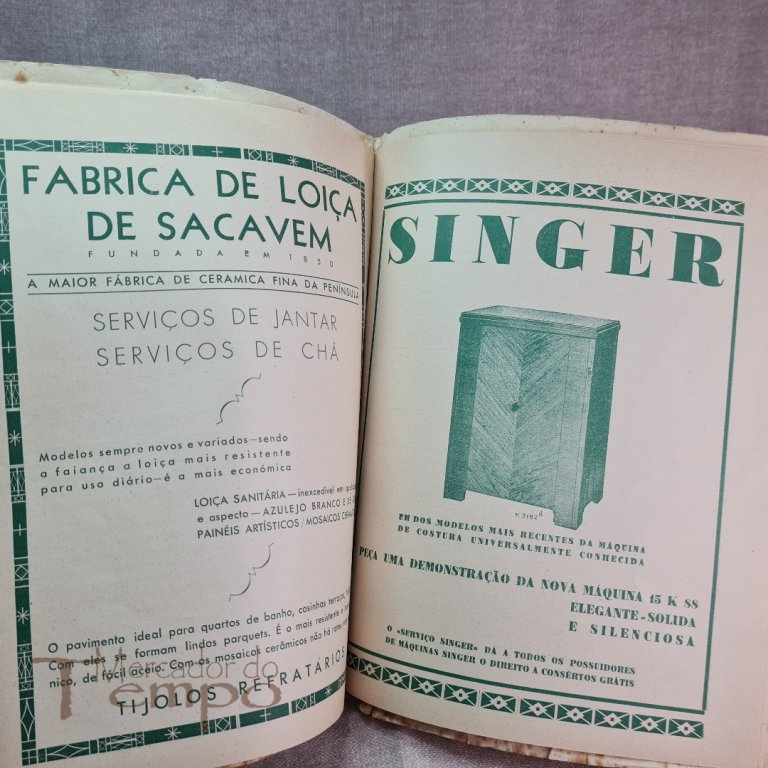 FABRICA DE LOIÇA
DE SACAVEM
FUNDADA EM 1850
A MAIOR FÁBRICA DE CERAMICA FINA DA PENÍNSULA
SERVIÇOS DE JANTAR
SERVIÇOS DE CHÁ
Modelos sempre novos e variados—sendo
a faiança a loiça mais resistente
para uso diário—é a mais económica
LOIÇA SANITÁRIA—inexcedível em
e aspecto—AZULEJO BRANCO E DE
PAINÉIS ARTÍSTICOS/MOSAICOS
O pavimento ideal para quartos de banho, cosinhas terraços,
Com eles se formam lindos parquets. É o mais resistente e
nico, de fácil aceio. Com os mosaicos cerâmicos não há
TIJOLOS REFRATÁRIOS
Mercador do
Tempo
SINGER
K 3182 d
UM DOS MODELOS MAIS RECENTES DA MÁQUINA
DE COSTURA UNIVERSALMENTE CONHECIDA
PEÇA UMA DEMONSTRAÇÃO DA NOVA MÁQUINA 15 K 88
ELEGANTE-SOLIDA
E SILENCIOSA
O «SERVIÇO SINGER» DÁ A TODOS OS POSSUIDORES
DE MÁQUINAS SINGER O DIREITO A CONSÊRTOS GRÁTIS